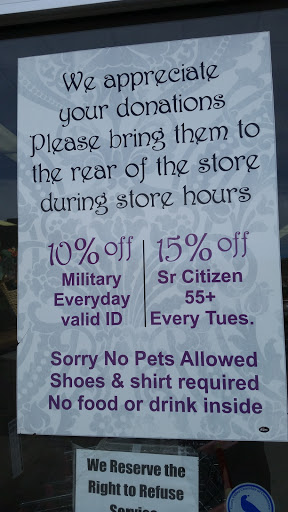 We appreciate
your donations
Please bring them to
the rear of the store
during store hours
10% off
Military
Everyday
valid ID
15% off
Sr Citizen
55+
Every Tues.
Sorry No Pets Allowed
Shoes & shirt required
No food or drink inside
We Reserve the
Right to Refuse
Service